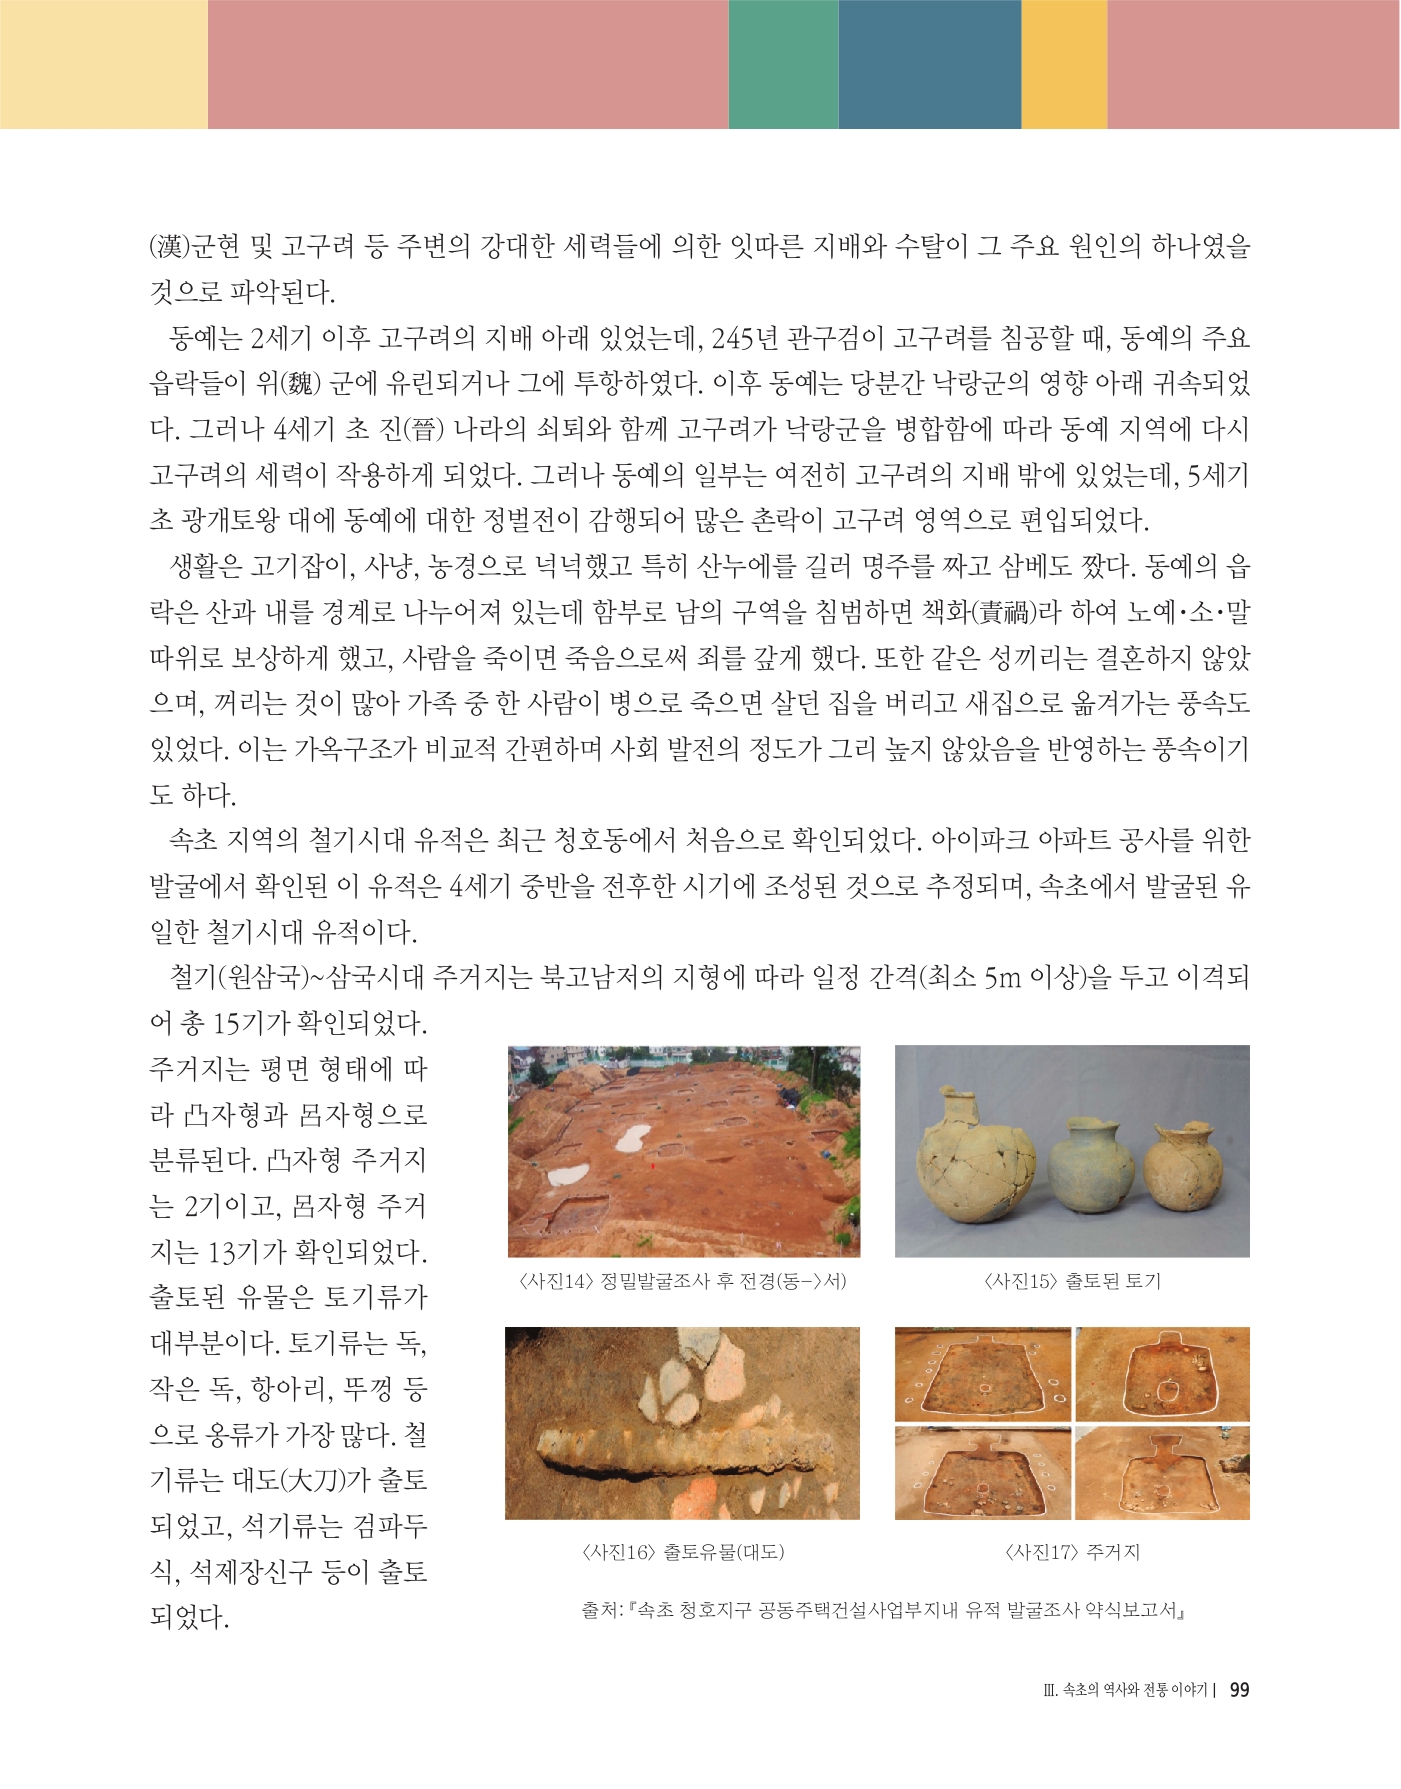 (漢)군현 및 고구려 등 주변의 강대한 세력들에 의한 잇따른 지배와 수탈이 그 주요 원인의 하나였을
것으로 파악된다.
동예는 2세기 이후 고구려의 지배 아래 있었는데, 245년 관구검이 고구려를 침공할 때, 동예의 주요
읍락들이 위(魏) 군에 유린되거나 그에 투항하였다. 이후 동예는 당분간 낙랑군의 영향 아래 귀속되었
다. 그러나 4세기 초 진(晉) 나라의 쇠퇴와 함께 고구려가 낙랑군을 병합함에 따라 동예 지역에 다시
고구려의 세력이 작용하게 되었다. 그러나 동예의 일부는 여전히 고구려의 지배 밖에 있었는데, 5세기
초 광개토왕 대에 동예에 대한 정벌전이 감행되어 많은 촌락이 고구려 영역으로 편입되었다.
생활은 고기잡이, 사냥, 농경으로 넉넉했고 특히 산누에를 길러 명주를 짜고 삼베도 짰다. 동예의 읍
락은 산과 내를 경계로 나누어져 있는데 함부로 남의 구역을 침범하면 책화(責禍)라 하여 노예·소·말
따위로 보상하게 했고, 사람을 죽이면 죽음으로써 죄를 갚게 했다. 또한 같은 성끼리는 결혼하지 않았
으며, 꺼리는 것이 많아 가족 중 한 사람이 병으로 죽으면 살던 집을 버리고 새집으로 옮겨가는 풍속도
있었다. 이는 가옥구조가 비교적 간편하며 사회 발전의 정도가 그리 높지 않았음을 반영하는 풍속이기
도 하다.
속초 지역의 철기시대 유적은 최근 청호동에서 처음으로 확인되었다. 아이파크 아파트 공사를 위한
발굴에서 확인된 이 유적은 4세기 중반을 전후한 시기에 조성된 것으로 추정되며, 속초에서 발굴된 유
일한 철기시대 유적이다.
철기(원삼국)~삼국시대 주거지는 북고남저의 지형에 따라 일정 간격(최소 5m 이상)을 두고 이격되
어 총 15기가 확인되었다.
주거지는 평면 형태에 따
라 凸자형과 呂자형으로
분류된다. 凸자형 주거지
는 2기이고, 呂자형 주거
지는 13기가 확인되었다.
출토된 유물은 토기류가
대부분이다. 토기류는 독,
작은 독, 항아리, 뚜껑 등
으로 옹류가 가장 많다. 철
기류는 대도(大刀)가 출토
되었고, 석기류는 검파두
식, 석제장신구 등이 출토
되었다.
〈사진14〉 정밀발굴조사 후 전경(동->서)
〈사진15〉 출토된 토기
〈사진16〉 출토유물(대도)
〈사진17〉 주거지
출처:『속초 청호지구 공동주택건설사업부지내 유적 발굴조사 약식보고서』
Ⅲ. 속초의 역사와 전통 이야기 | 99